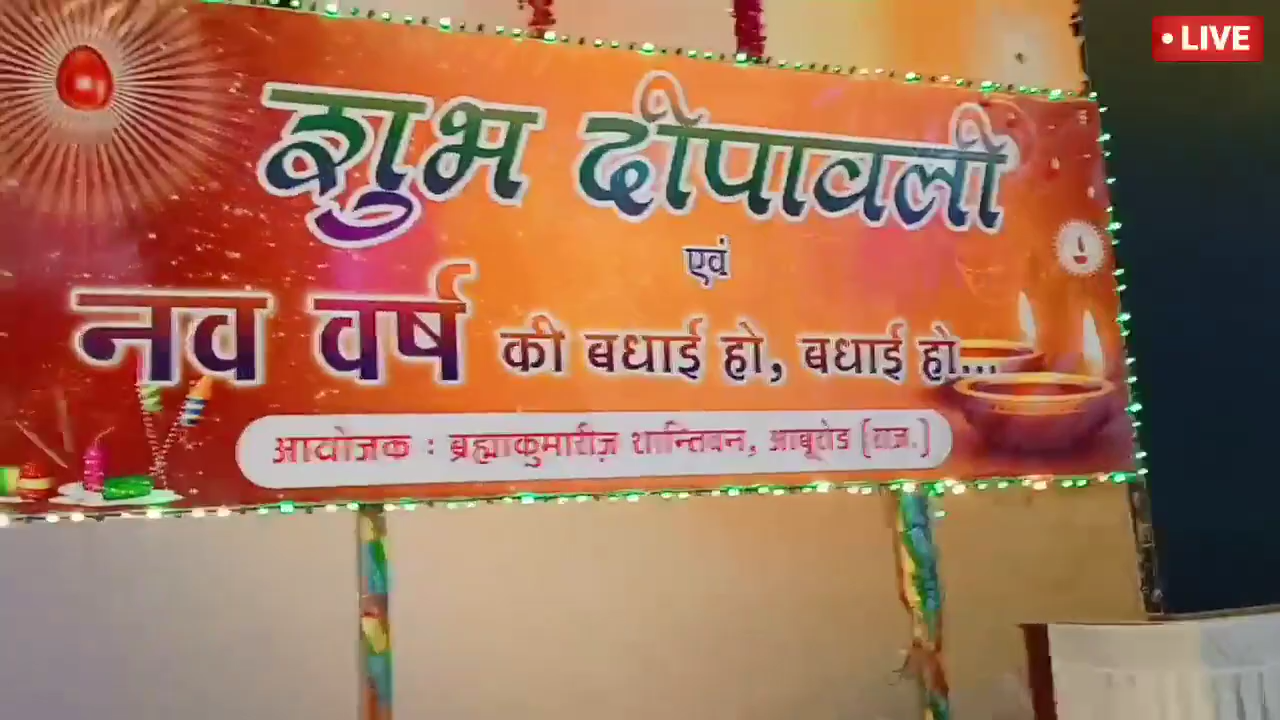 LIVE
शुभ दीपावली
एवं
नव वर्ष की बधाई हो, बधाई हो...
आयोजक : ब्रह्माकुमारीज़ शान्तिवन, आबूरोड (राज.)